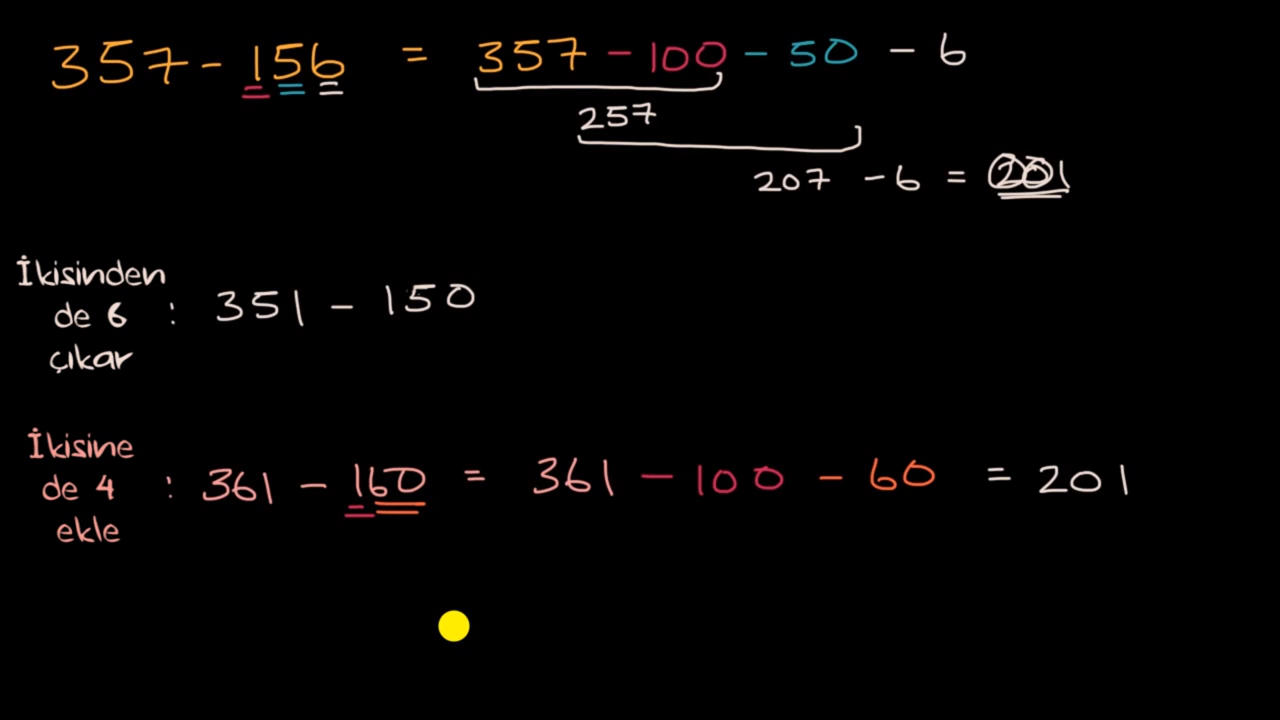 357 - 156 = 357 - 100 - 50 - 6
257
207 - 6 = 201
İkisinden
de 6 : 351 - 150
çıkar
İkisine
de 4 : 361 - 160 = 361 - 100 - 60 = 201
ekle